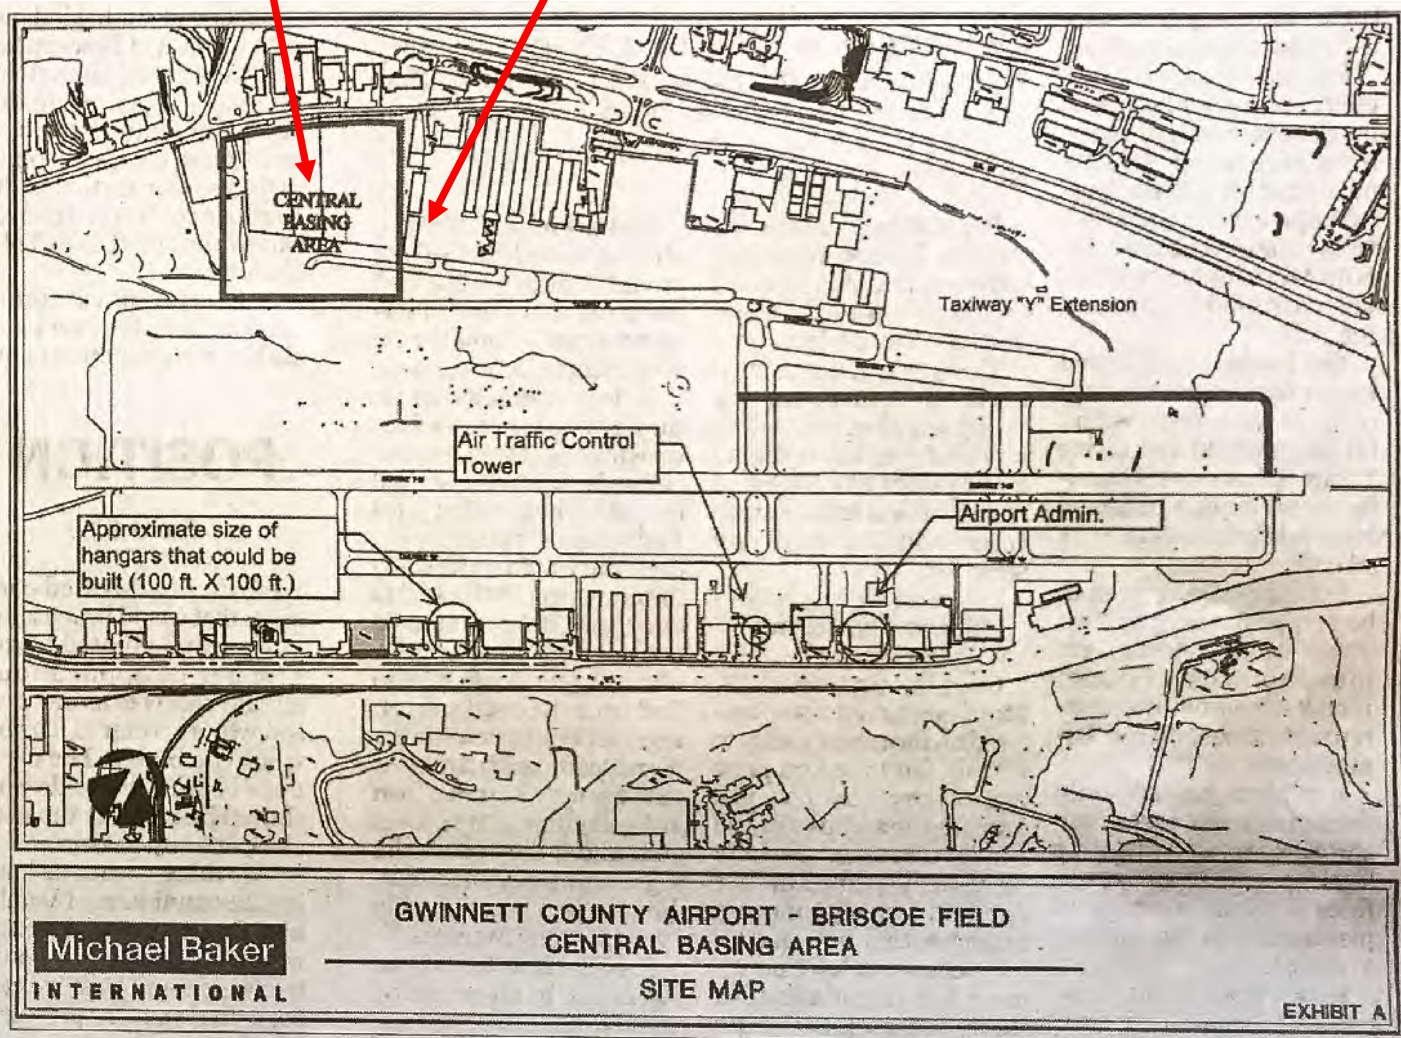 CENTRAL
BASING
AREA
Taxiway "Y" Extension
Air Traffic Control
Tower
Airport Admin.
Approximate size of
hangars that could be
built (100 ft. X 100 ft.)
GWINNETT COUNTY AIRPORT - BRISCOE FIELD
CENTRAL BASING AREA
SITE MAP
Michael Baker
INTERNATIONAL
EXHIBIT A